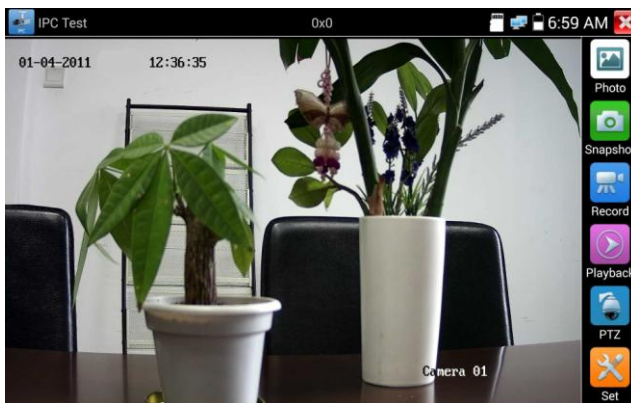 IPC Test 0x0 6:59 AM
01-04-2011 12:36:35
Photo
Snapsho
Record
Playback
PTZ
Camera 01
Set